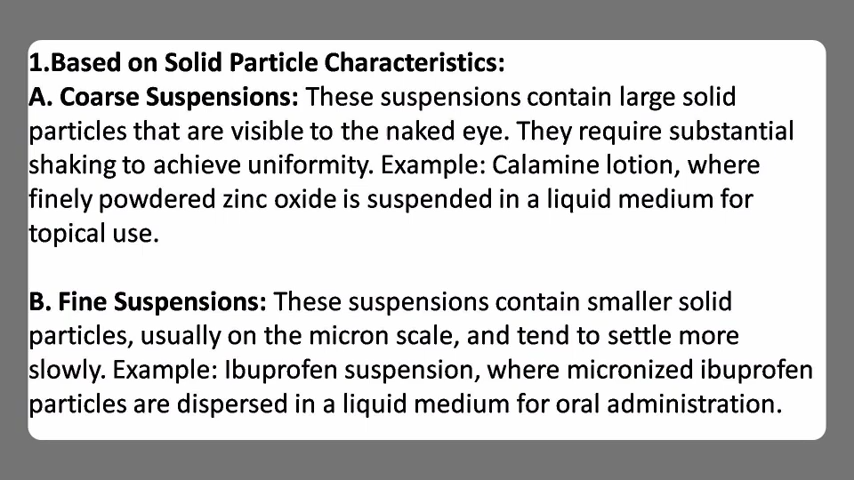 1.Based on Solid Particle Characteristics:
A. Coarse Suspensions: These suspensions contain large solid
particles that are visible to the naked eye. They require substantial
shaking to achieve uniformity. Example: Calamine lotion, where
finely powdered zinc oxide is suspended in a liquid medium for
topical use.
B. Fine Suspensions: These suspensions contain smaller solid
particles, usually on the micron scale, and tend to settle more
slowly. Example: Ibuprofen suspension, where micronized ibuprofen
particles are dispersed in a liquid medium for oral administration.